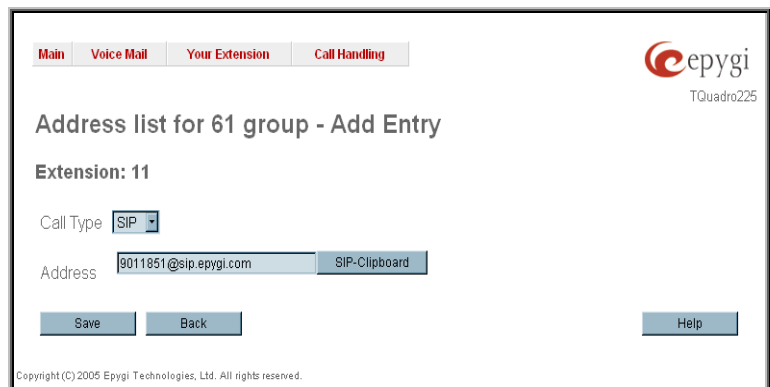 Main Voice Mail Your Extension Call Handling
epygi
TQuadro225
Address list for 61 group - Add Entry
Extension: 11
Call Type SIP
Address 9011851@sip.epygi.com SIP-Clipboard
Save Back Help
Copyright (C) 2005 Epygi Technologies, Ltd. All rights reserved.